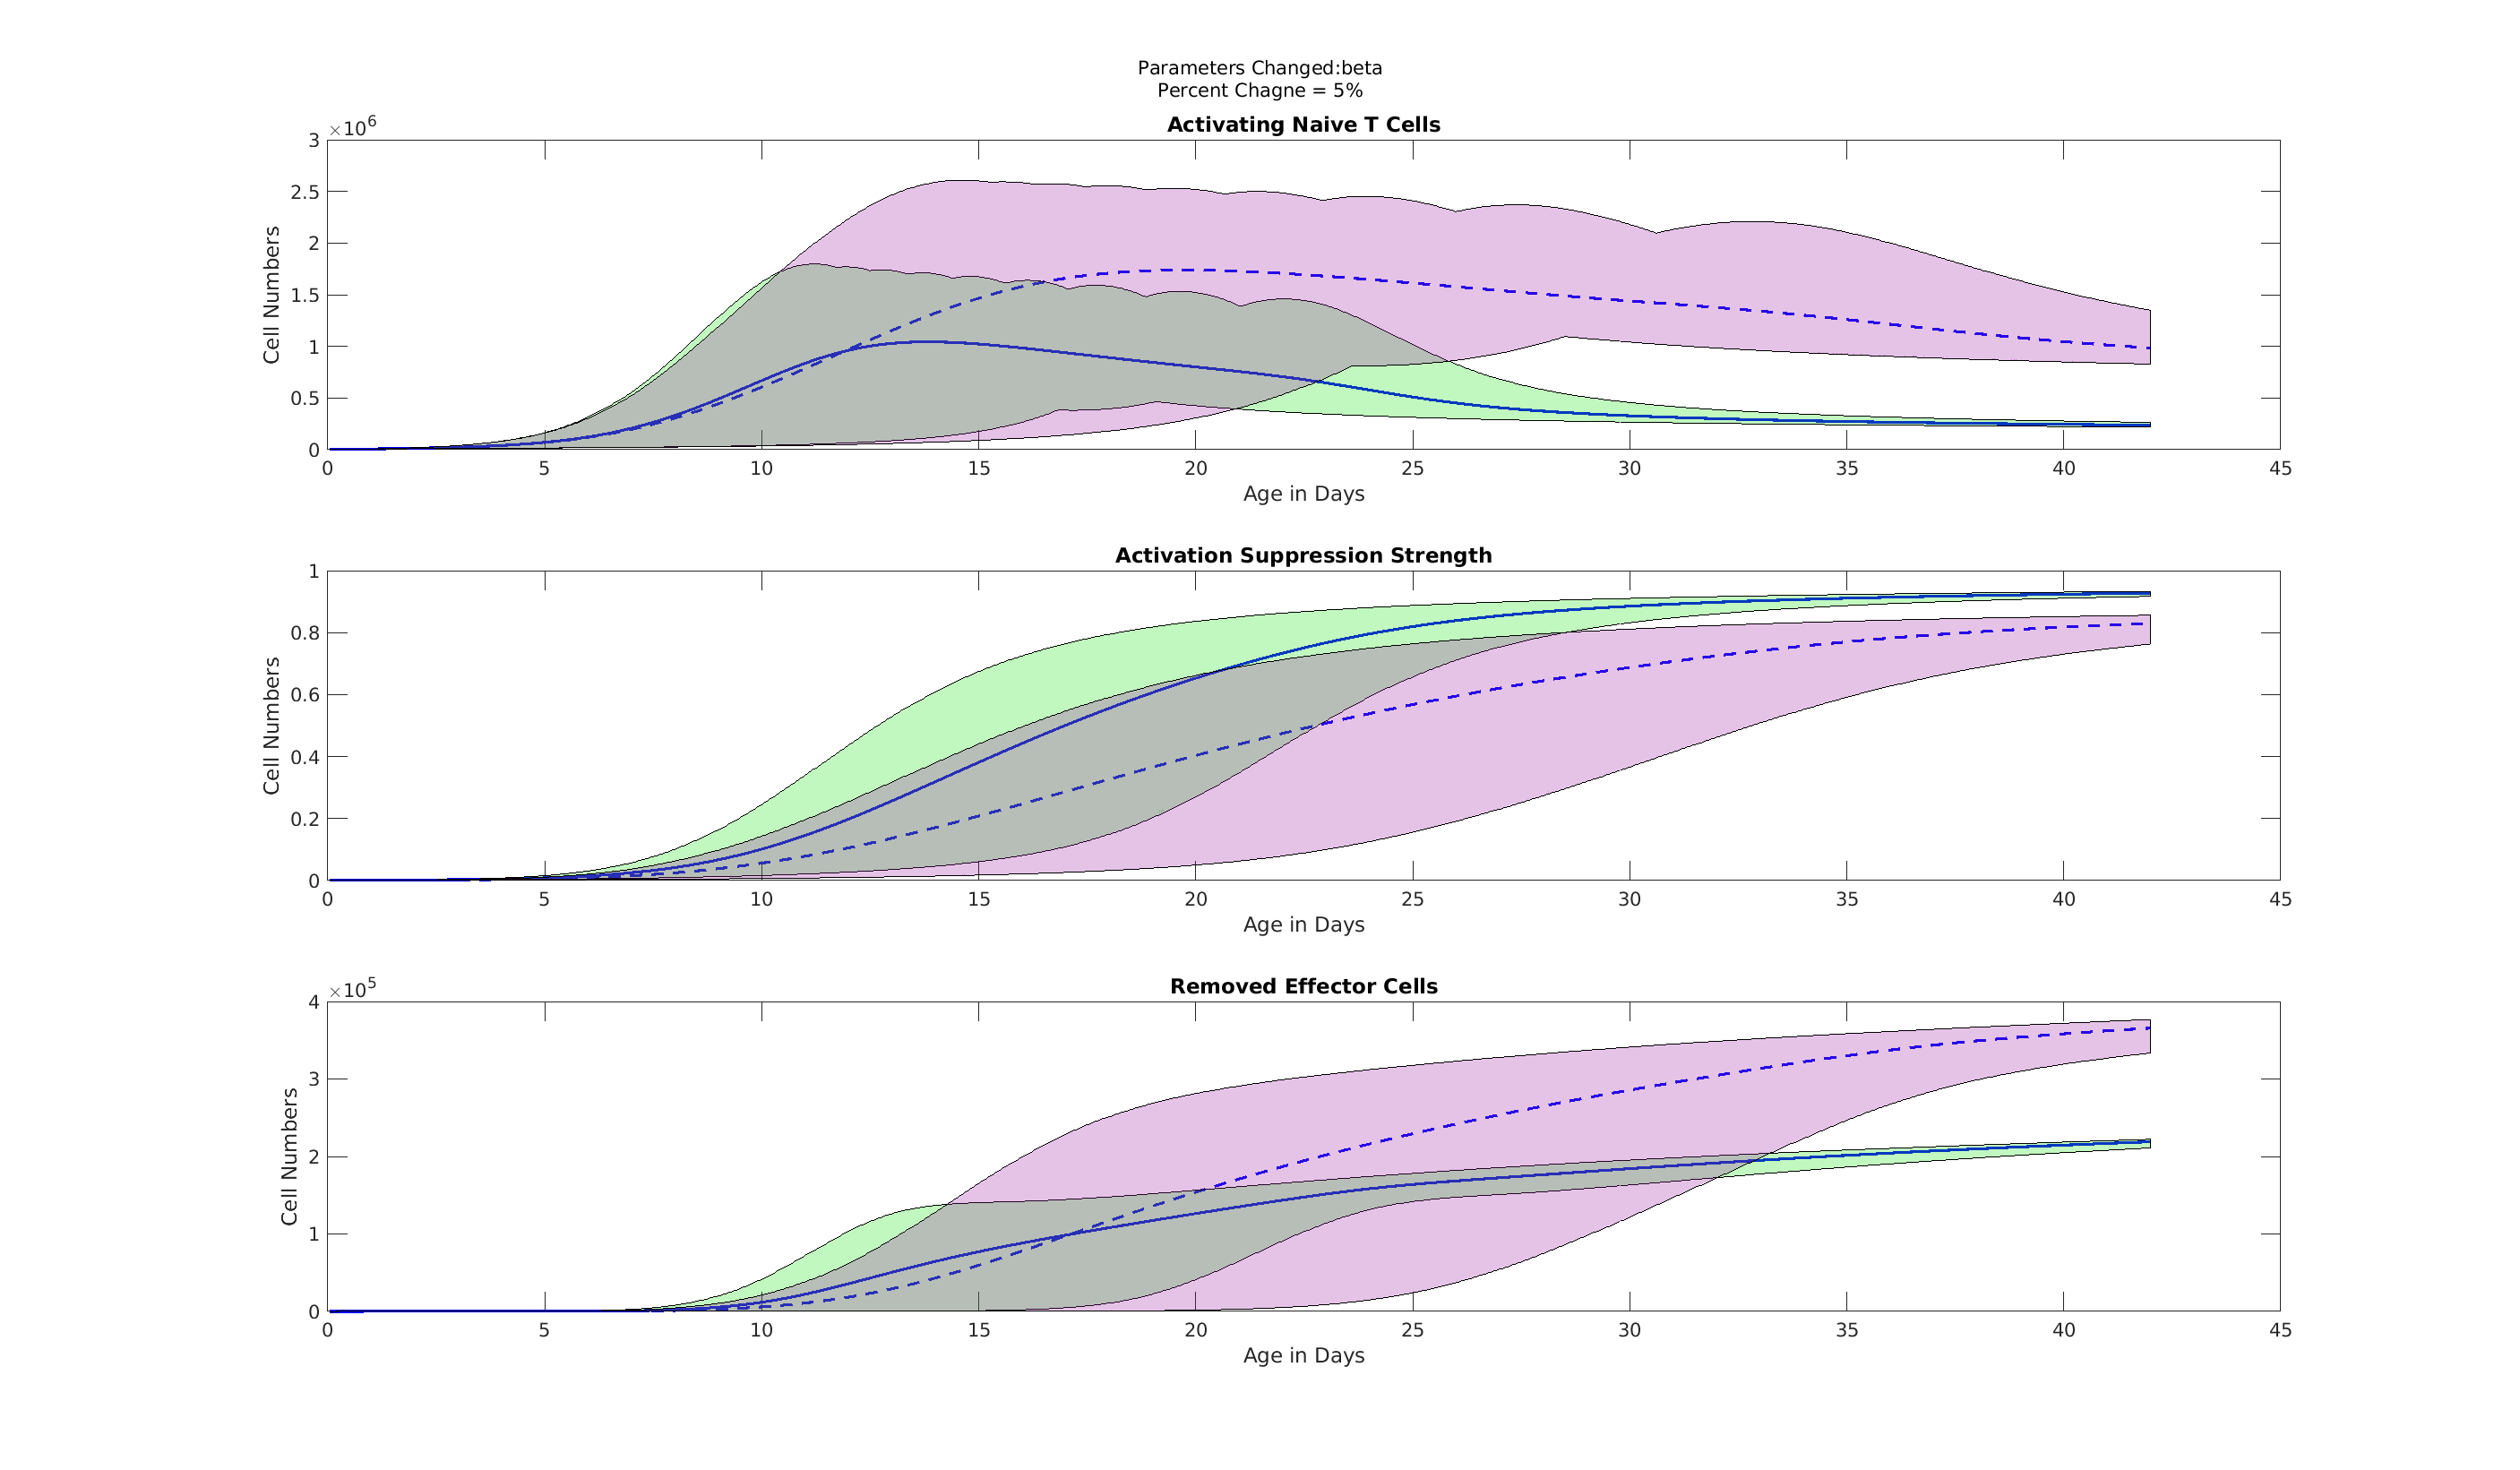 Parameters Changed:beta
Percent Chagne = 5%
Activating Naive T Cells
×10^6
3
2.5
2
1.5
1
0.5
0
Cell Numbers
0 5 10 15 20 25 30 35 40 45
Age in Days
Activation Suppression Strength
1
0.8
0.6
0.4
0.2
0
Cell Numbers
0 5 10 15 20 25 30 35 40 45
Age in Days
Removed Effector Cells
×10^5
4
3
2
1
0
Cell Numbers
0 5 10 15 20 25 30 35 40 45
Age in Days